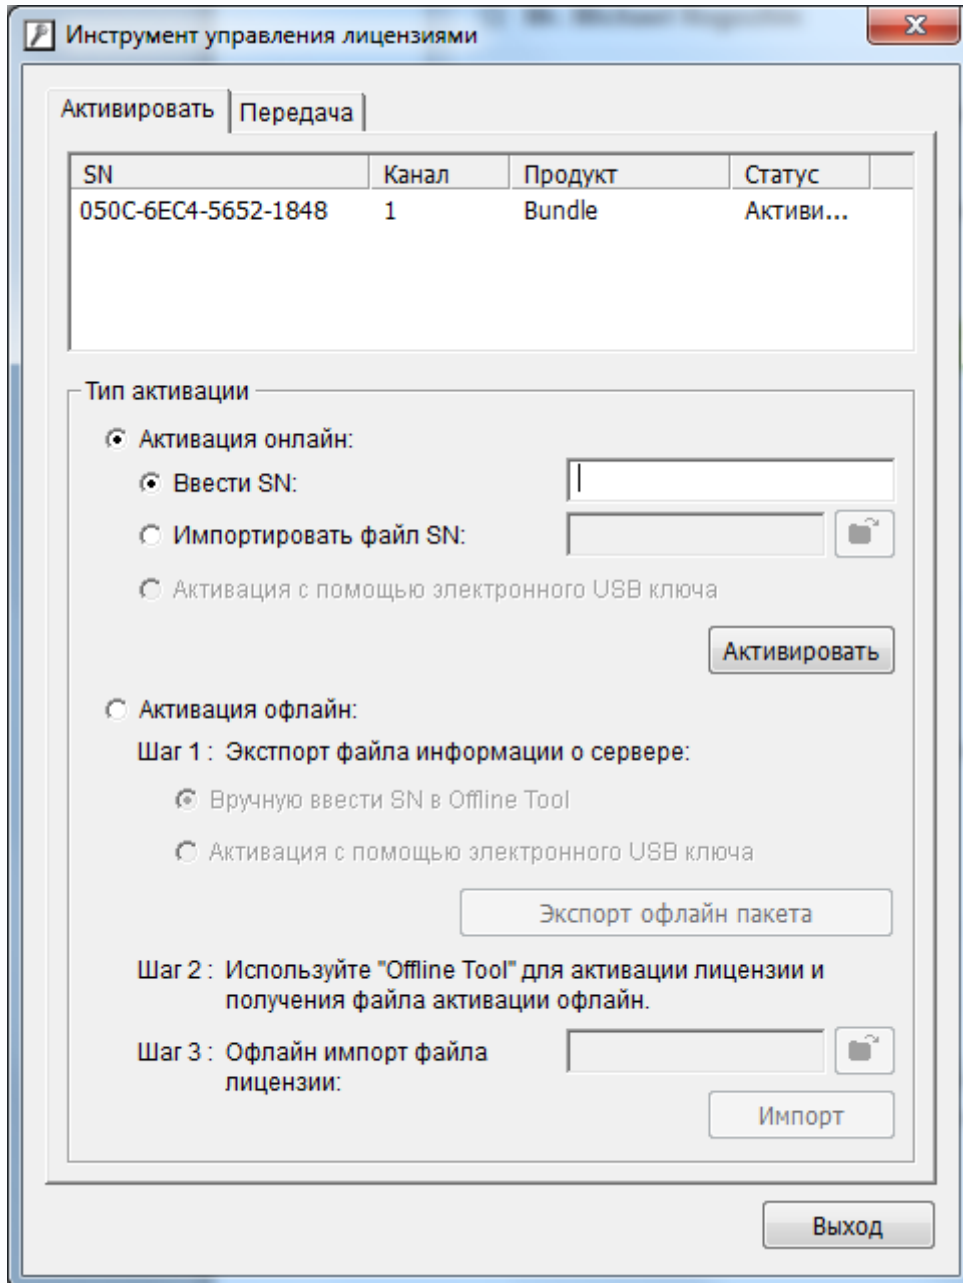 Инструмент управления лицензиями
Активировать Передача
SN Канал Продукт Статус
050C-6EC4-5652-1848 1 Bundle Активи...
Тип активации
Активация онлайн:
Ввести SN:
Импортировать файл SN:
Активация с помощью электронного USB ключа
Активировать
Активация офлайн:
Шаг 1 : Экстпорт файла информации о сервере:
Вручную ввести SN в Offline Tool
Активация с помощью электронного USB ключа
Экспорт офлайн пакета
Шаг 2 : Используйте "Offline Tool" для активации лицензии и
получения файла активации офлайн.
Шаг 3 : Офлайн импорт файла
лицензии:
Импорт
Выход